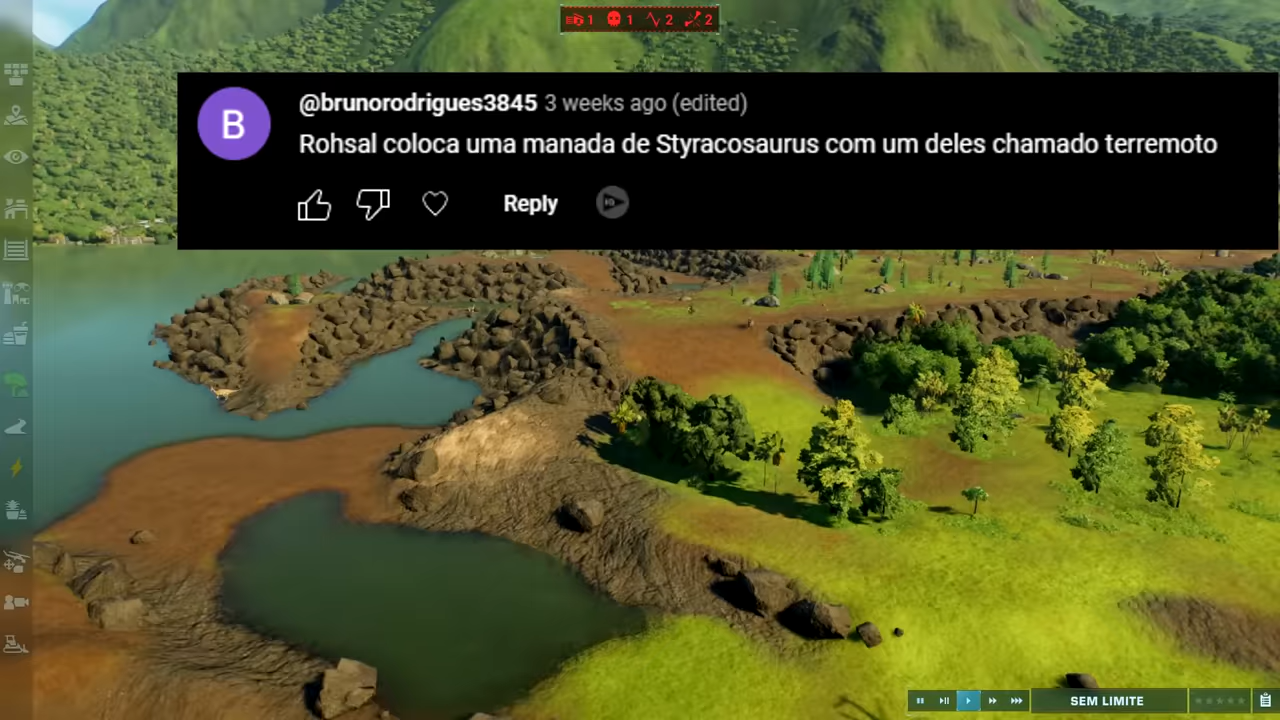 1 1 2 2
B
@brunorodrigues3845 3 weeks ago (edited)
Rohsal coloca uma manada de Styracosaurus com um deles chamado terremoto
Reply
SEM LIMITE